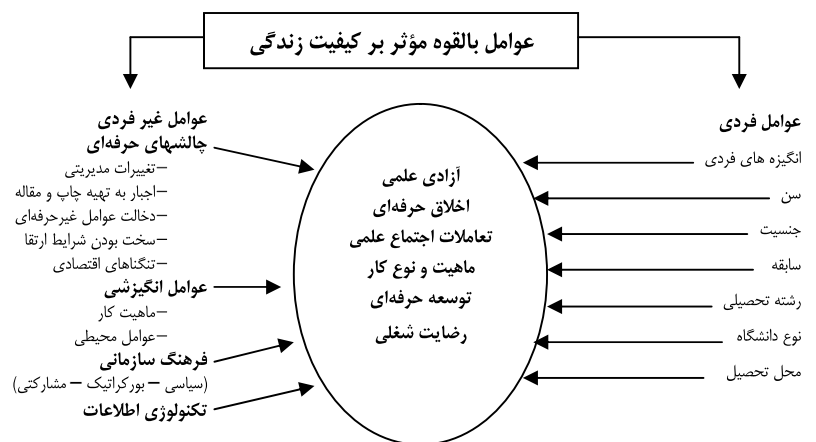 عوامل بالقوه مؤثر بر کیفیت زندگی
عوامل فردی
انگیزه های فردی
سن
جنسیت
سابقه
رشته تحصیلی
نوع دانشگاه
محل تحصیل
آزادی علمی
اخلاق حرفه‌ای
تعاملات اجتماع علمی
ماهیت و نوع کار
توسعه حرفه‌ای
رضایت شغلی
عوامل غیر فردی
چالشهای حرفه‌ای
–تغییرات مدیریتی
–اجبار به تهیه چاپ و مقاله
–دخالت عوامل غیرحرفه‌ای
–سخت بودن شرایط ارتقا
–تنگناهای اقتصادی
عوامل انگیزشی
–ماهیت کار
–عوامل محیطی
فرهنگ سازمانی
(سیاسی – بورکراتیک – مشارکتی)
تکنولوژی اطلاعات